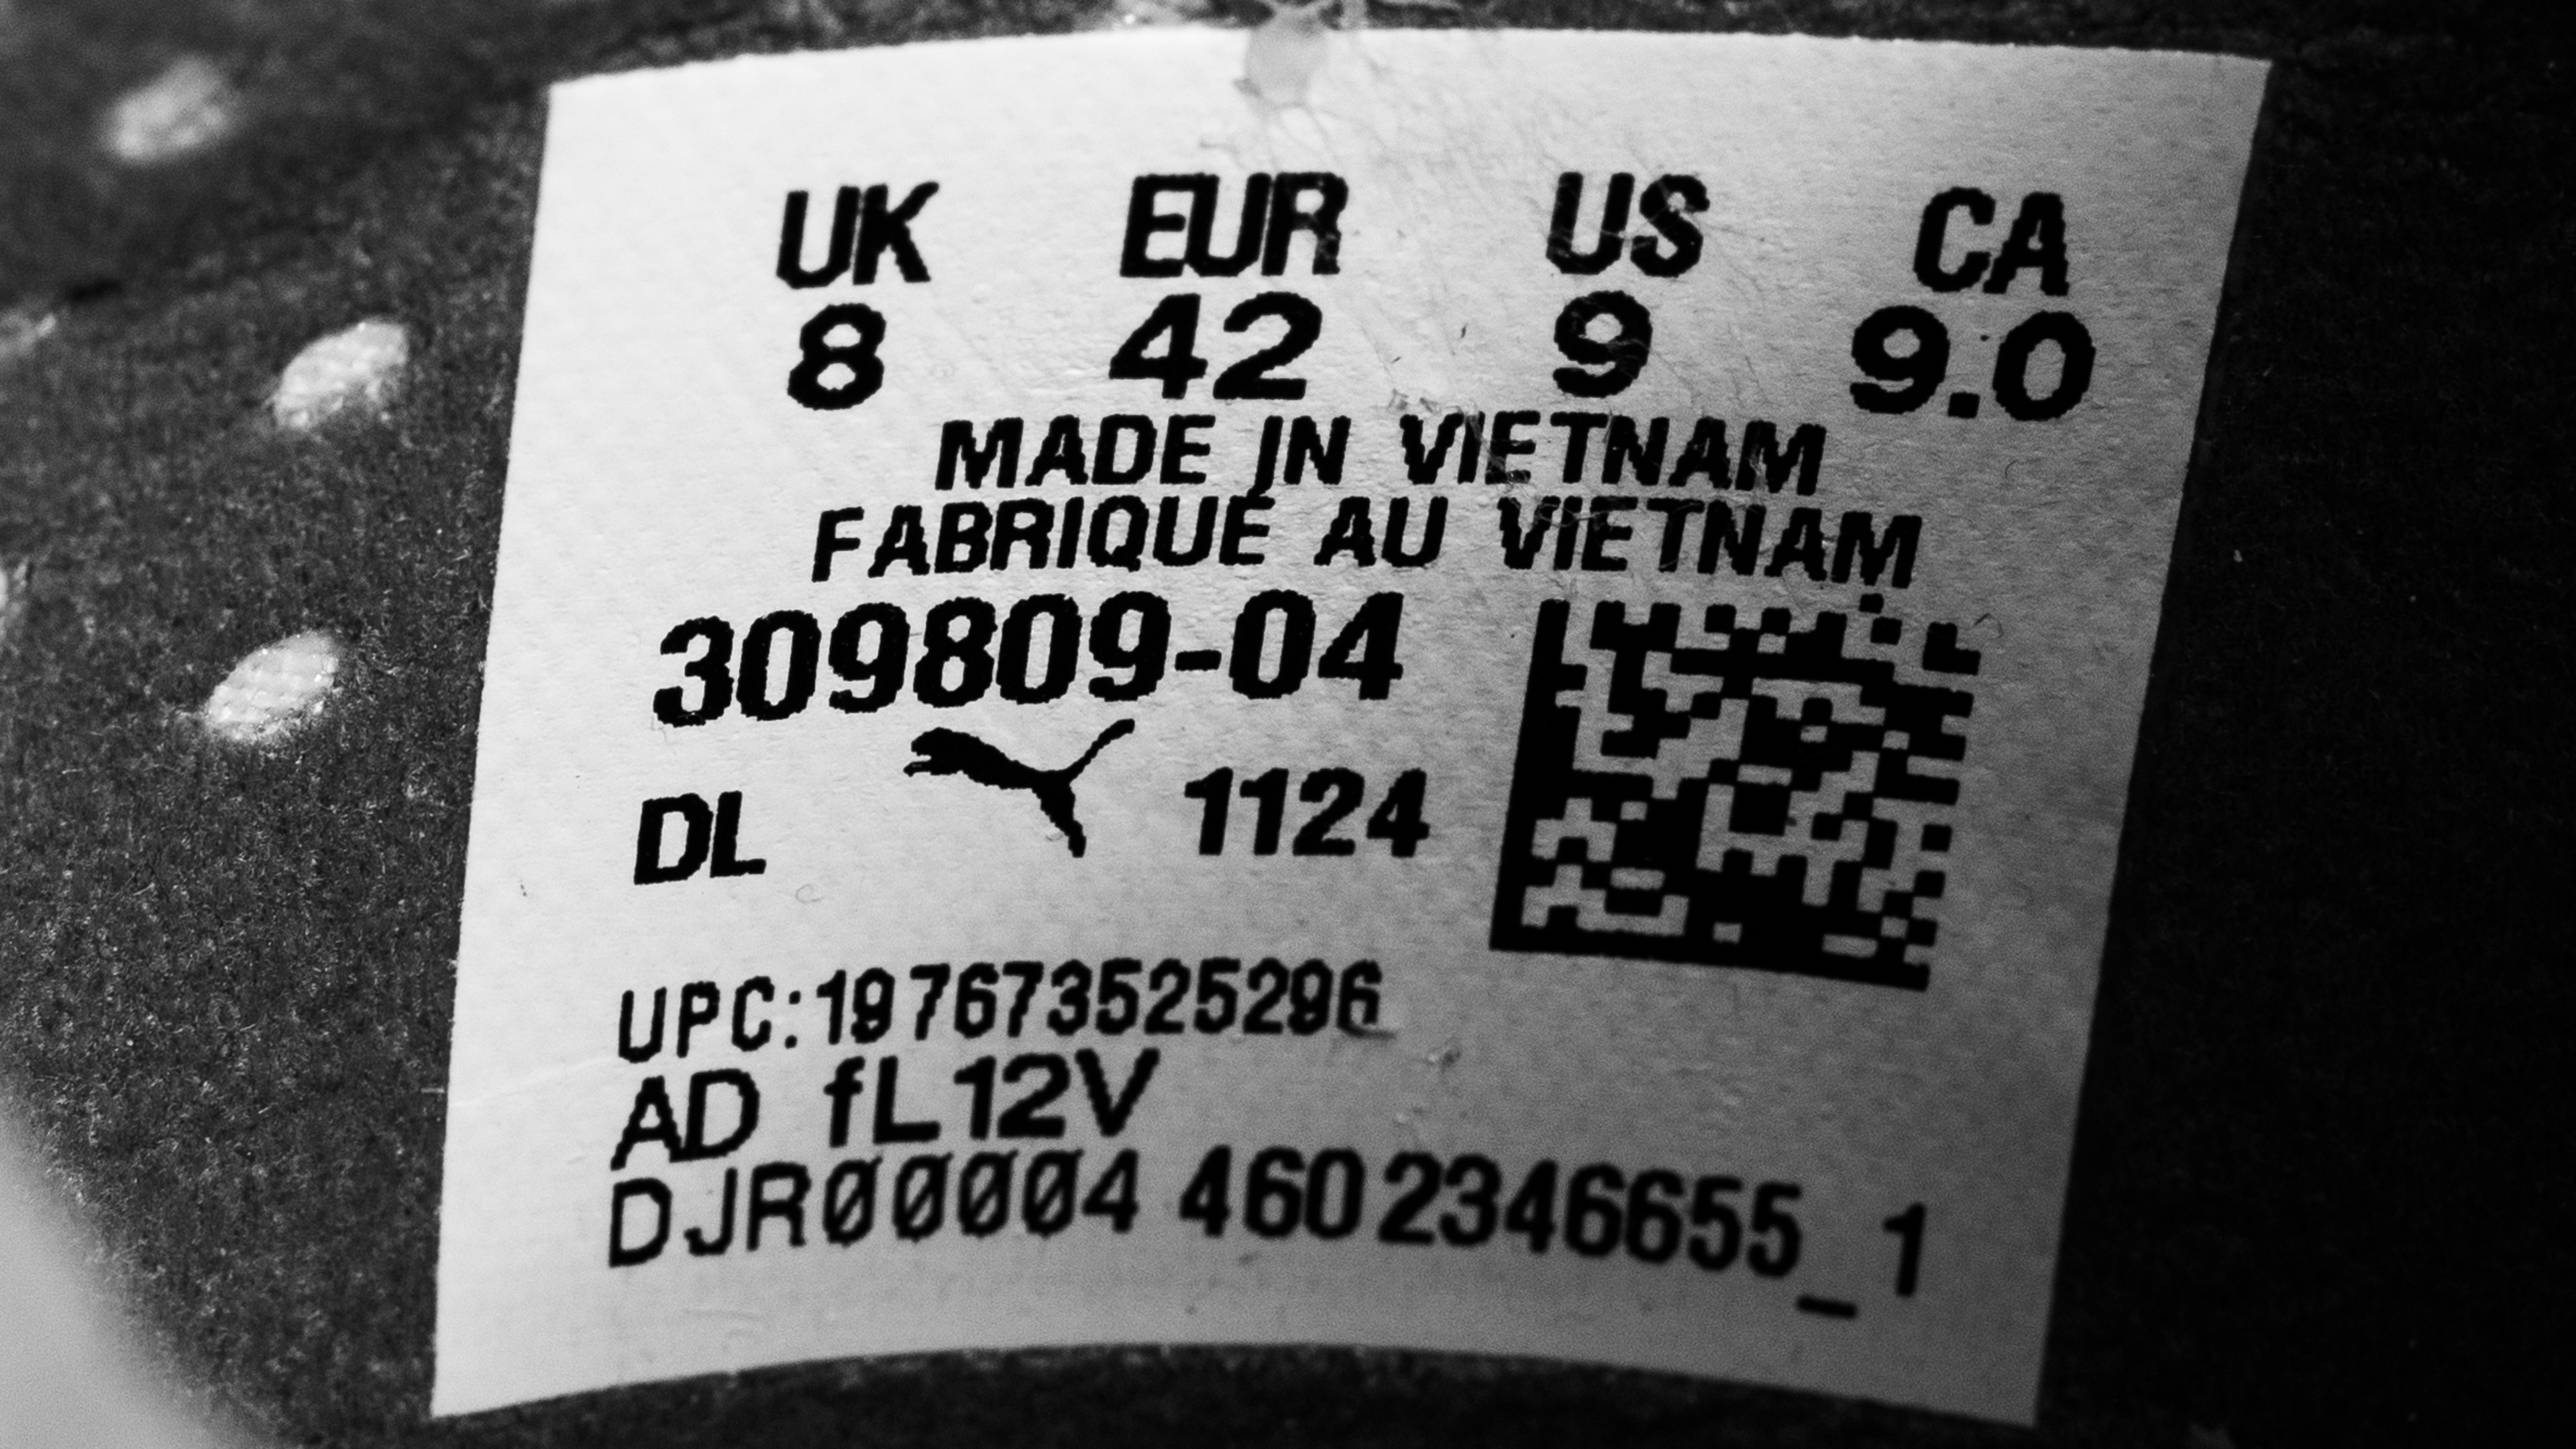 UK EUR US CA
8 42 9 9.0
MADE IN VIETNAM
FABRIQUÉ AU VIETNAM
309809-04
DL 1124
UPC:197673525296
AD fL12V
DJR00004 4602346655_1